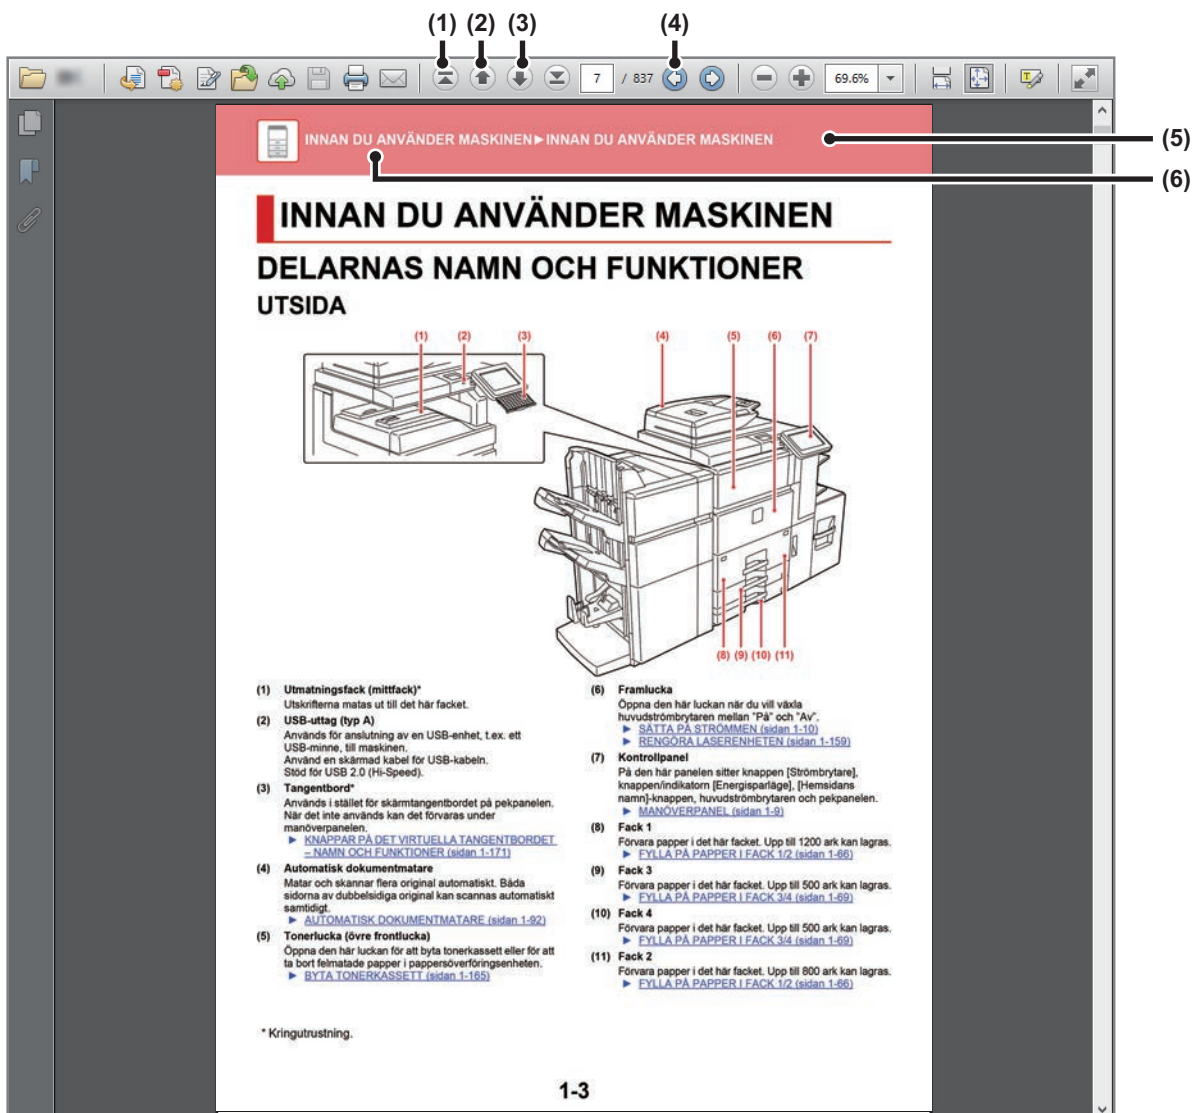 (1) (2) (3) (4)
7 / 837 69.6%
INNAN DU ANVÄNDER MASKINEN►INNAN DU ANVÄNDER MASKINEN
(5)
(6)
INNAN DU ANVÄNDER MASKINEN
DELARNAS NAMN OCH FUNKTIONER
UTSIDA
(1) (2) (3) (4) (5) (6) (7)
(8) (9) (10) (11)
(1) Utmatningsfack (mittfack)*
Utskrifterna matas ut till det här facket.
(2) USB-uttag (typ A)
Används för anslutning av en USB-enhet, t.ex. ett
USB-minne, till maskinen.
Använd en skärmad kabel för USB-kabeln.
Stöd för USB 2.0 (Hi-Speed).
(3) Tangentbord*
Används i stället för skärmtangentbordet på pekpanelen.
När det inte används kan det förvaras under
manöverpanelen.
► KNAPPAR PÅ DET VIRTUELLA TANGENTBORDET
– NAMN OCH FUNKTIONER (sidan 1-171)
(4) Automatisk dokumentmatare
Matar och skannar flera original automatiskt. Båda
sidorna av dubbelsidiga original kan scannas automatiskt
samtidigt.
► AUTOMATISK DOKUMENTMATARE (sidan 1-92)
(5) Tonerlucka (övre frontlucka)
Öppna den här luckan för att byta tonerkassett eller för att
ta bort felmatade papper i pappersöverföringsenheten.
► BYTA TONERKASSETT (sidan 1-165)
(6) Framlucka
Öppna den här luckan när du vill växla
huvudströmbrytaren mellan "På" och "Av".
► SÄTTA PÅ STRÖMMEN (sidan 1-10)
► RENGÖRA LASERENHETEN (sidan 1-159)
(7) Kontrollpanel
På den här panelen sitter knappen [Strömbrytare],
knappen/indikatorn [Energisparläge], [Hemsidans
namn]-knappen, huvudströmbrytaren och pekpanelen.
► MANÖVERPANEL (sidan 1-9)
(8) Fack 1
Förvara papper i det här facket. Upp till 1200 ark kan lagras.
► FYLLA PÅ PAPPER I FACK 1/2 (sidan 1-66)
(9) Fack 3
Förvara papper i det här facket. Upp till 500 ark kan lagras.
► FYLLA PÅ PAPPER I FACK 3/4 (sidan 1-69)
(10) Fack 4
Förvara papper i det här facket. Upp till 500 ark kan lagras.
► FYLLA PÅ PAPPER I FACK 3/4 (sidan 1-69)
(11) Fack 2
Förvara papper i det här facket. Upp till 800 ark kan lagras.
► FYLLA PÅ PAPPER I FACK 1/2 (sidan 1-66)
* Kringutrustning.
1-3